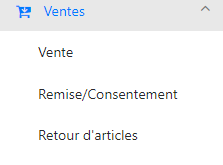 Ventes
Vente
Remise/Consentement
Retour d'articles